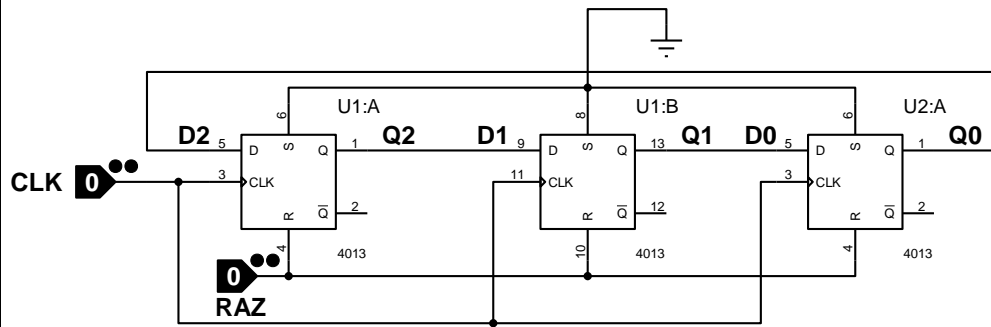 U1:A U1:B U2:A
6 8 6
D2 5 D S Q 1 Q2 D1 9 D S Q 13 Q1 D0 5 D S Q 1 Q0
CLK 0 3 CLK 11 CLK 3 CLK
R Q 2 R Q 12 R Q 2
4 4013 10 4013 4 4013
0
RAZ